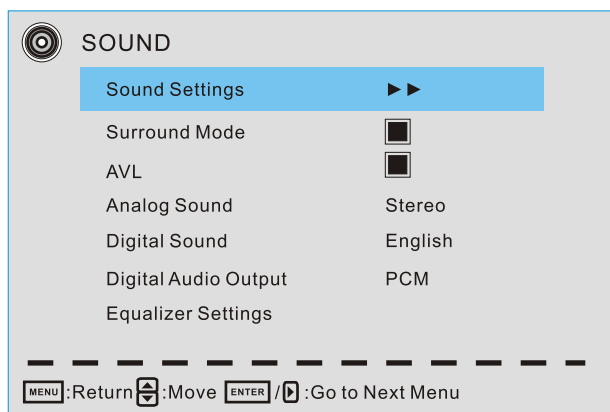 SOUND
Sound Settings ►►
Surround Mode
AVL
Analog Sound Stereo
Digital Sound English
Digital Audio Output PCM
Equalizer Settings
MENU :Return :Move ENTER / :Go to Next Menu